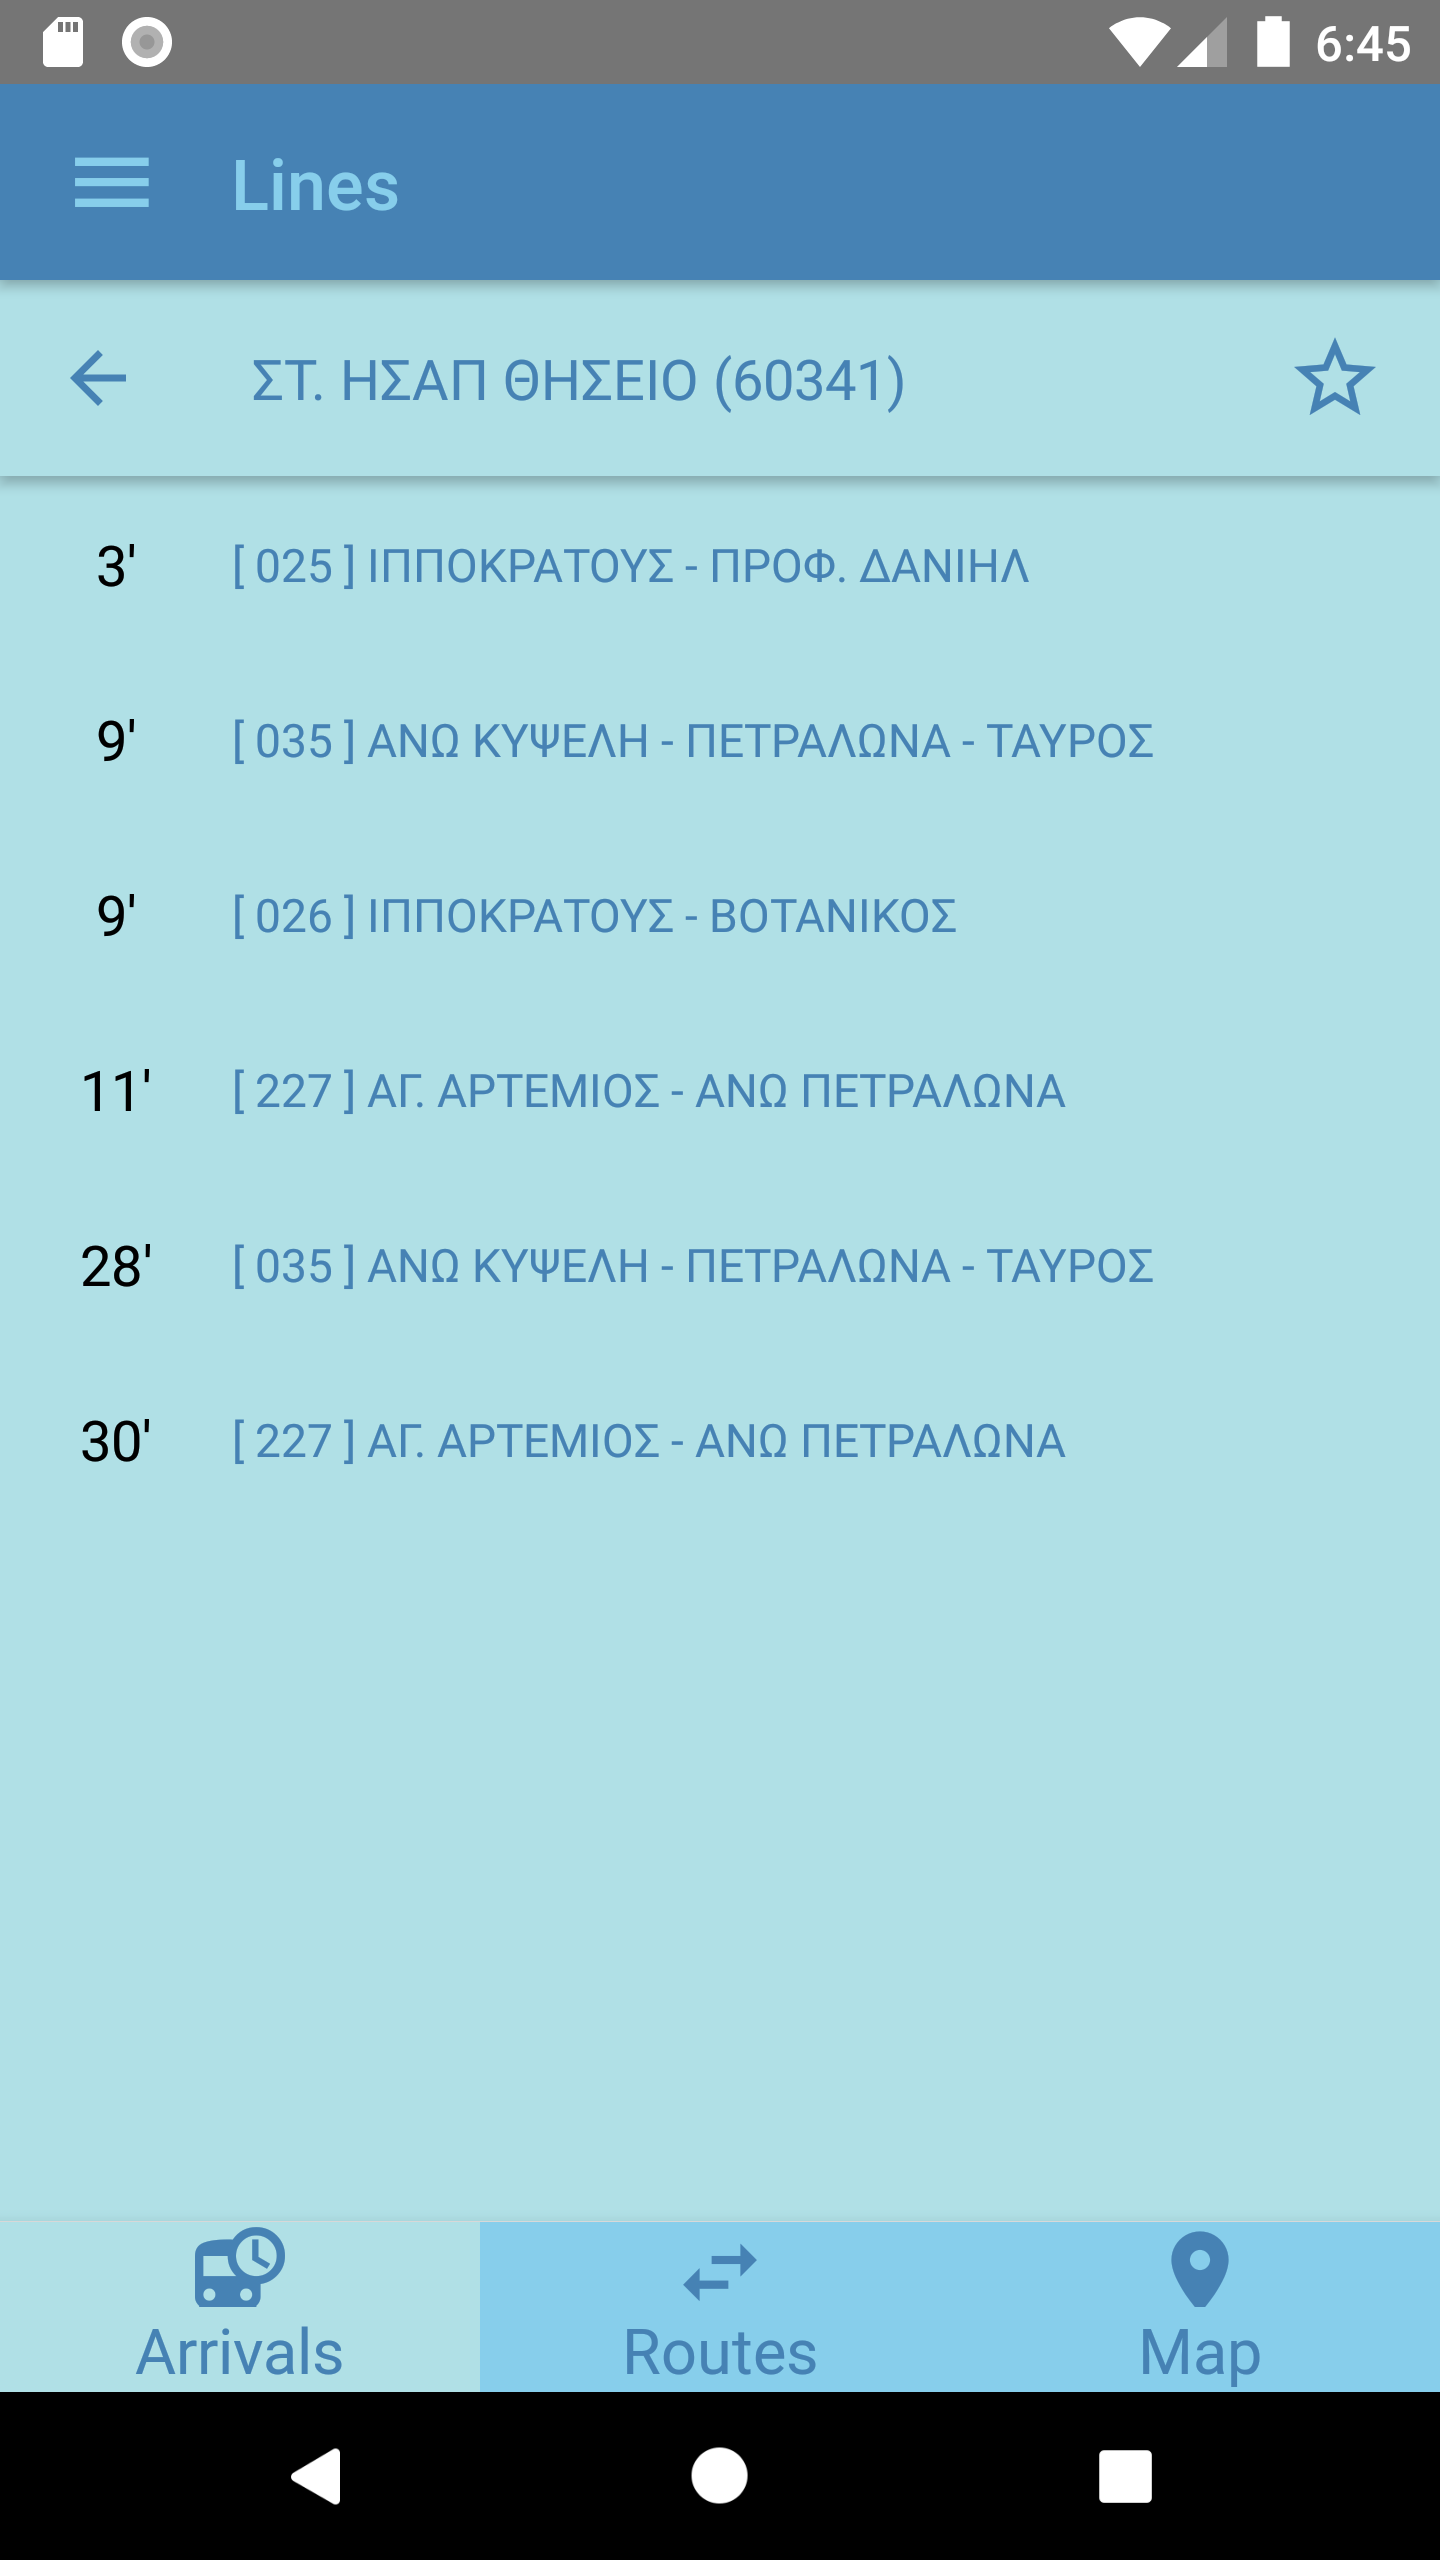 6:45
Lines
ΣΤ. ΗΣΑΠ ΘΗΣΕΙΟ (60341)
3' [ 025 ] ΙΠΠΟΚΡΑΤΟΥΣ - ΠΡΟΦ. ΔΑΝΙΗΛ
9' [ 035 ] ΑΝΩ ΚΥΨΕΛΗ - ΠΕΤΡΑΛΩΝΑ - ΤΑΥΡΟΣ
9' [ 026 ] ΙΠΠΟΚΡΑΤΟΥΣ - ΒΟΤΑΝΙΚΟΣ
11' [ 227 ] ΑΓ. ΑΡΤΕΜΙΟΣ - ΑΝΩ ΠΕΤΡΑΛΩΝΑ
28' [ 035 ] ΑΝΩ ΚΥΨΕΛΗ - ΠΕΤΡΑΛΩΝΑ - ΤΑΥΡΟΣ
30' [ 227 ] ΑΓ. ΑΡΤΕΜΙΟΣ - ΑΝΩ ΠΕΤΡΑΛΩΝΑ
Arrivals Routes Map